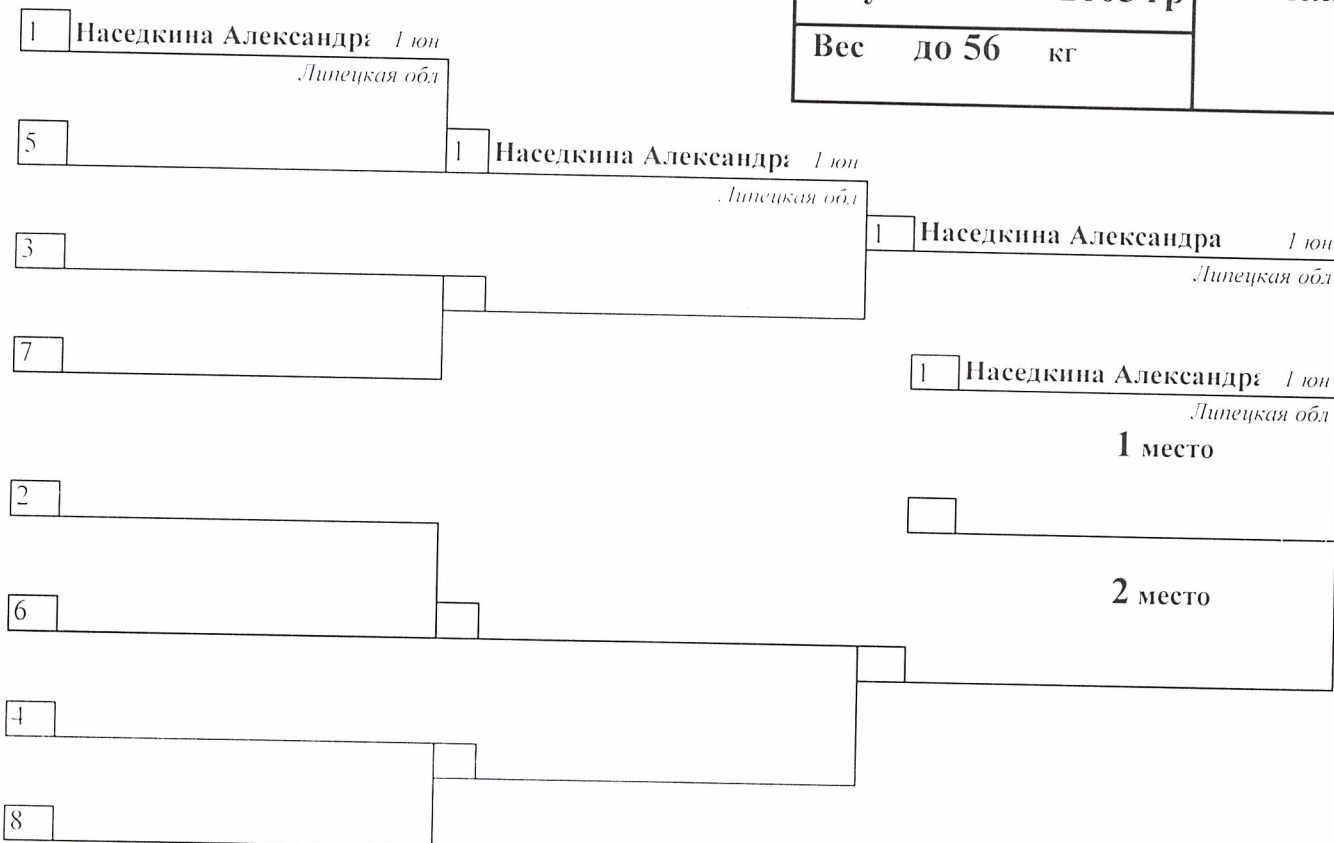 гр
Вес до 56 кг
1 Наседкина Александра 1 юн
Липецкая обл
5
1 Наседкина Александра 1 юн
Липецкая обл
3
1 Наседкина Александра 1 юн
Липецкая обл
7
1 Наседкина Александра 1 юн
Липецкая обл
1 место
2
2 место
6
4
8